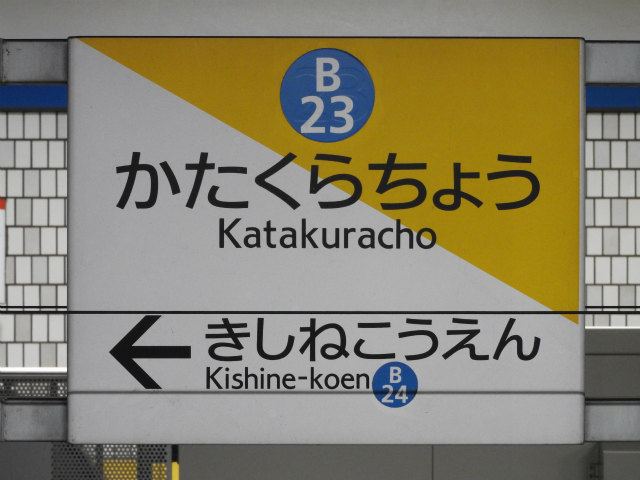 B
23
かたくらちょう
Katakuracho
きしねこうえん
Kishine-koen
B
24